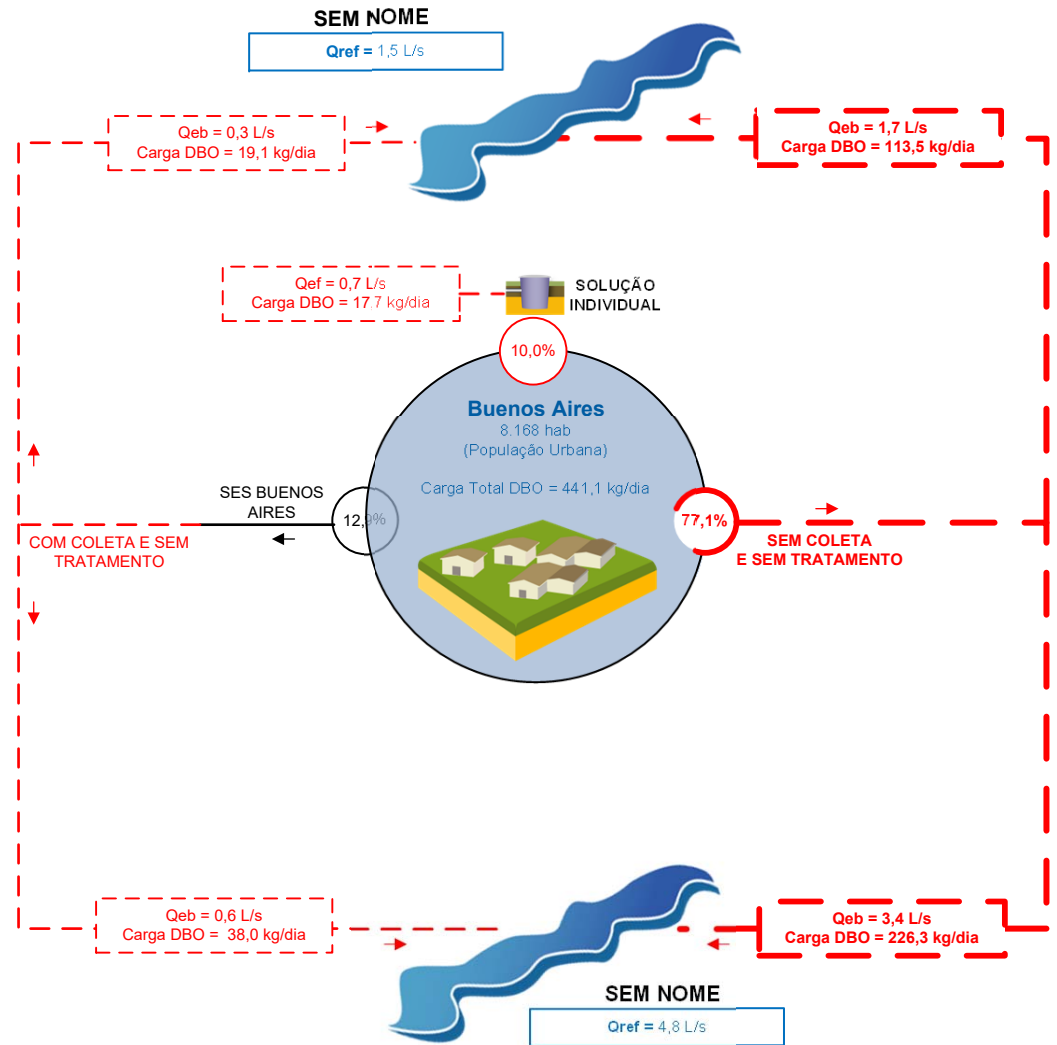 SEM NOME
Qref = 1,5 L/s
Qeb = 0,3 L/s
Carga DBO = 19,1 kg/dia
Qeb = 1,7 L/s
Carga DBO = 113,5 kg/dia
Qef = 0,7 L/s
Carga DBO = 17,7 kg/dia
SOLUÇÃO
INDIVIDUAL
10,0%
Buenos Aires
8.168 hab
(População Urbana)
Carga Total DBO = 441,1 kg/dia
SES BUENOS
AIRES
12,9%
77,1%
COM COLETA E SEM
TRATAMENTO
SEM COLETA
E SEM TRATAMENTO
Qeb = 0,6 L/s
Carga DBO = 38,0 kg/dia
Qeb = 3,4 L/s
Carga DBO = 226,3 kg/dia
SEM NOME
Qref = 4,8 L/s